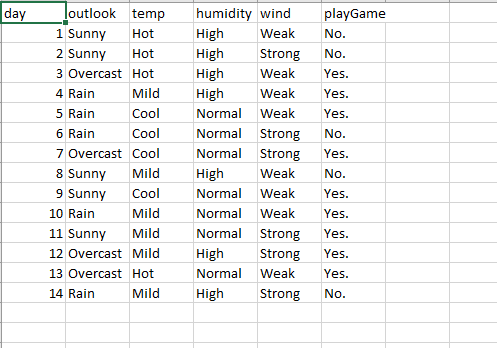 day outlook temp humidity wind playGame
1 Sunny Hot High Weak No.
2 Sunny Hot High Strong No.
3 Overcast Hot High Weak Yes.
4 Rain Mild High Weak Yes.
5 Rain Cool Normal Weak Yes.
6 Rain Cool Normal Strong No.
7 Overcast Cool Normal Strong Yes.
8 Sunny Mild High Weak No.
9 Sunny Cool Normal Weak Yes.
10 Rain Mild Normal Weak Yes.
11 Sunny Mild Normal Strong Yes.
12 Overcast Mild High Strong Yes.
13 Overcast Hot Normal Weak Yes.
14 Rain Mild High Strong No.